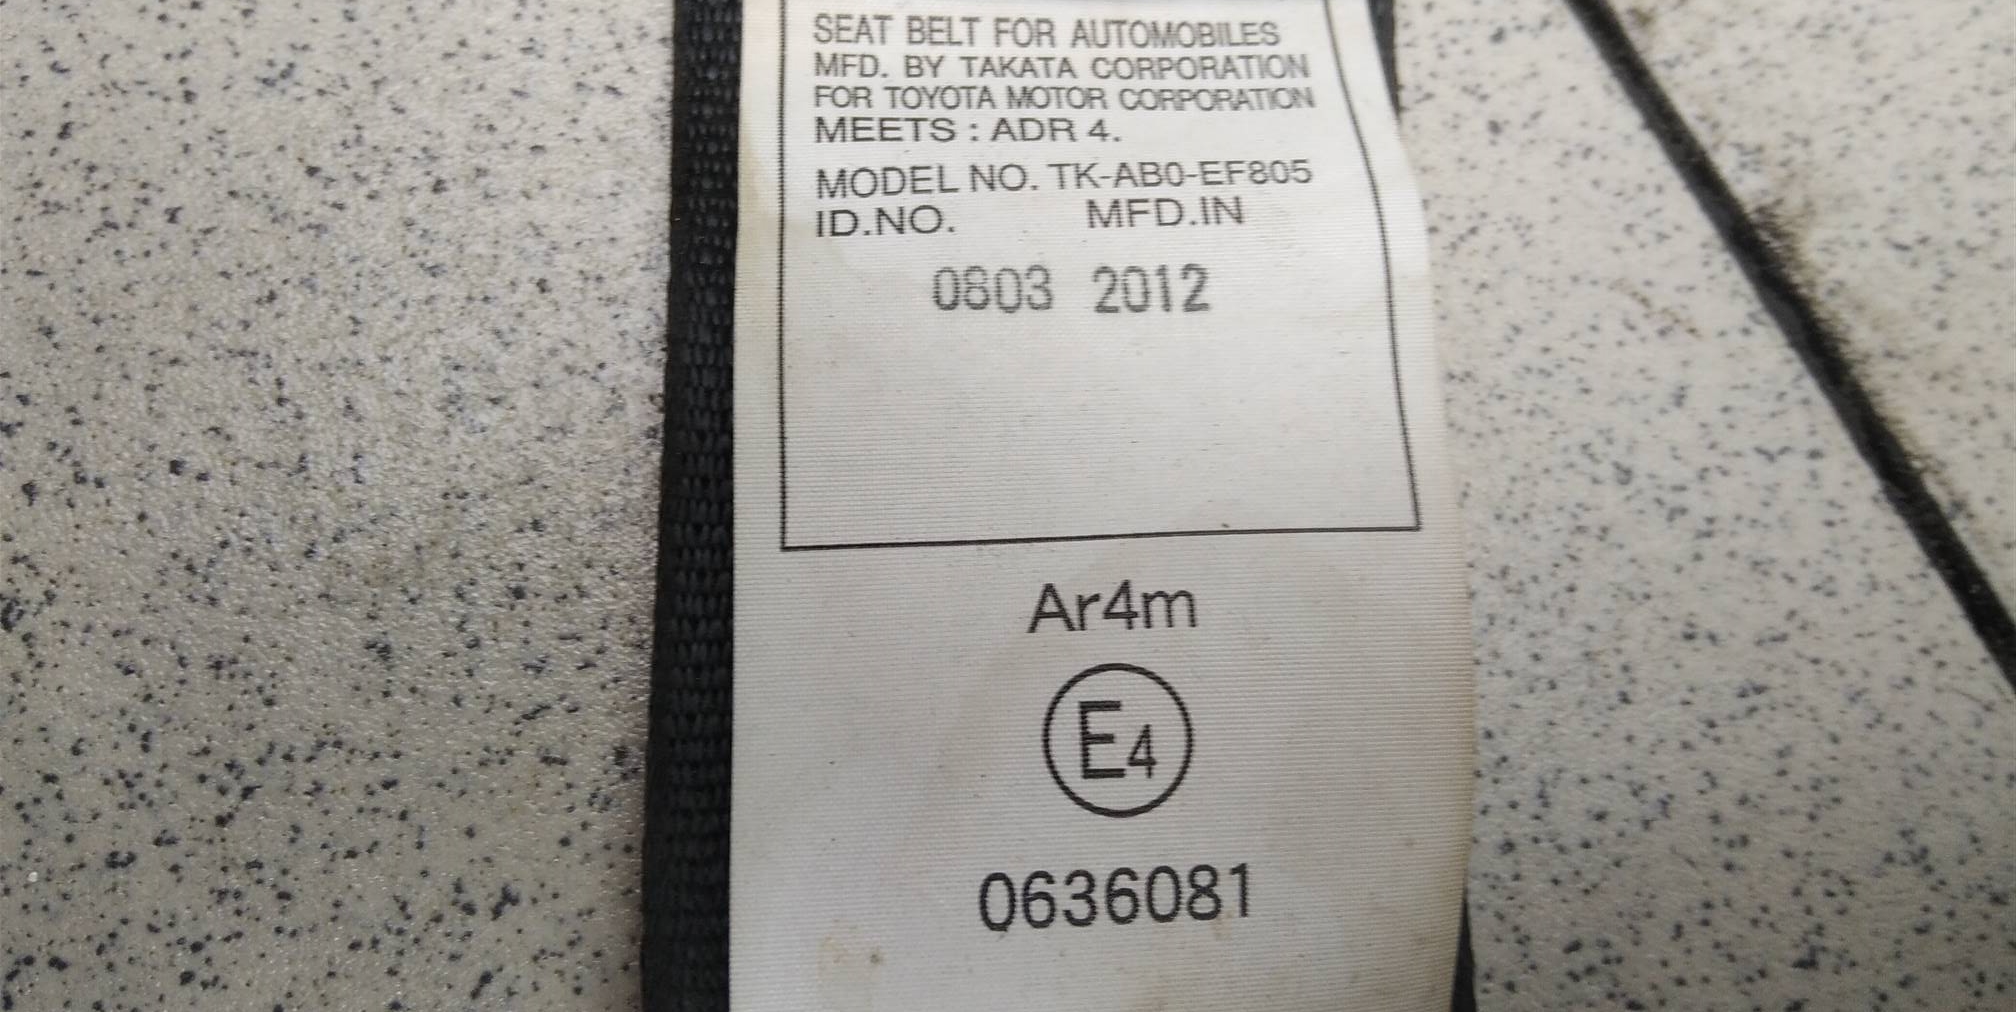 SEAT BELT FOR AUTOMOBILES
MFD. BY TAKATA CORPORATION
FOR TOYOTA MOTOR CORPORATION
MEETS : ADR 4.
MODEL NO. TK-AB0-EF805
ID.NO. MFD.IN
0803 2012
Ar4m
E4
0636081